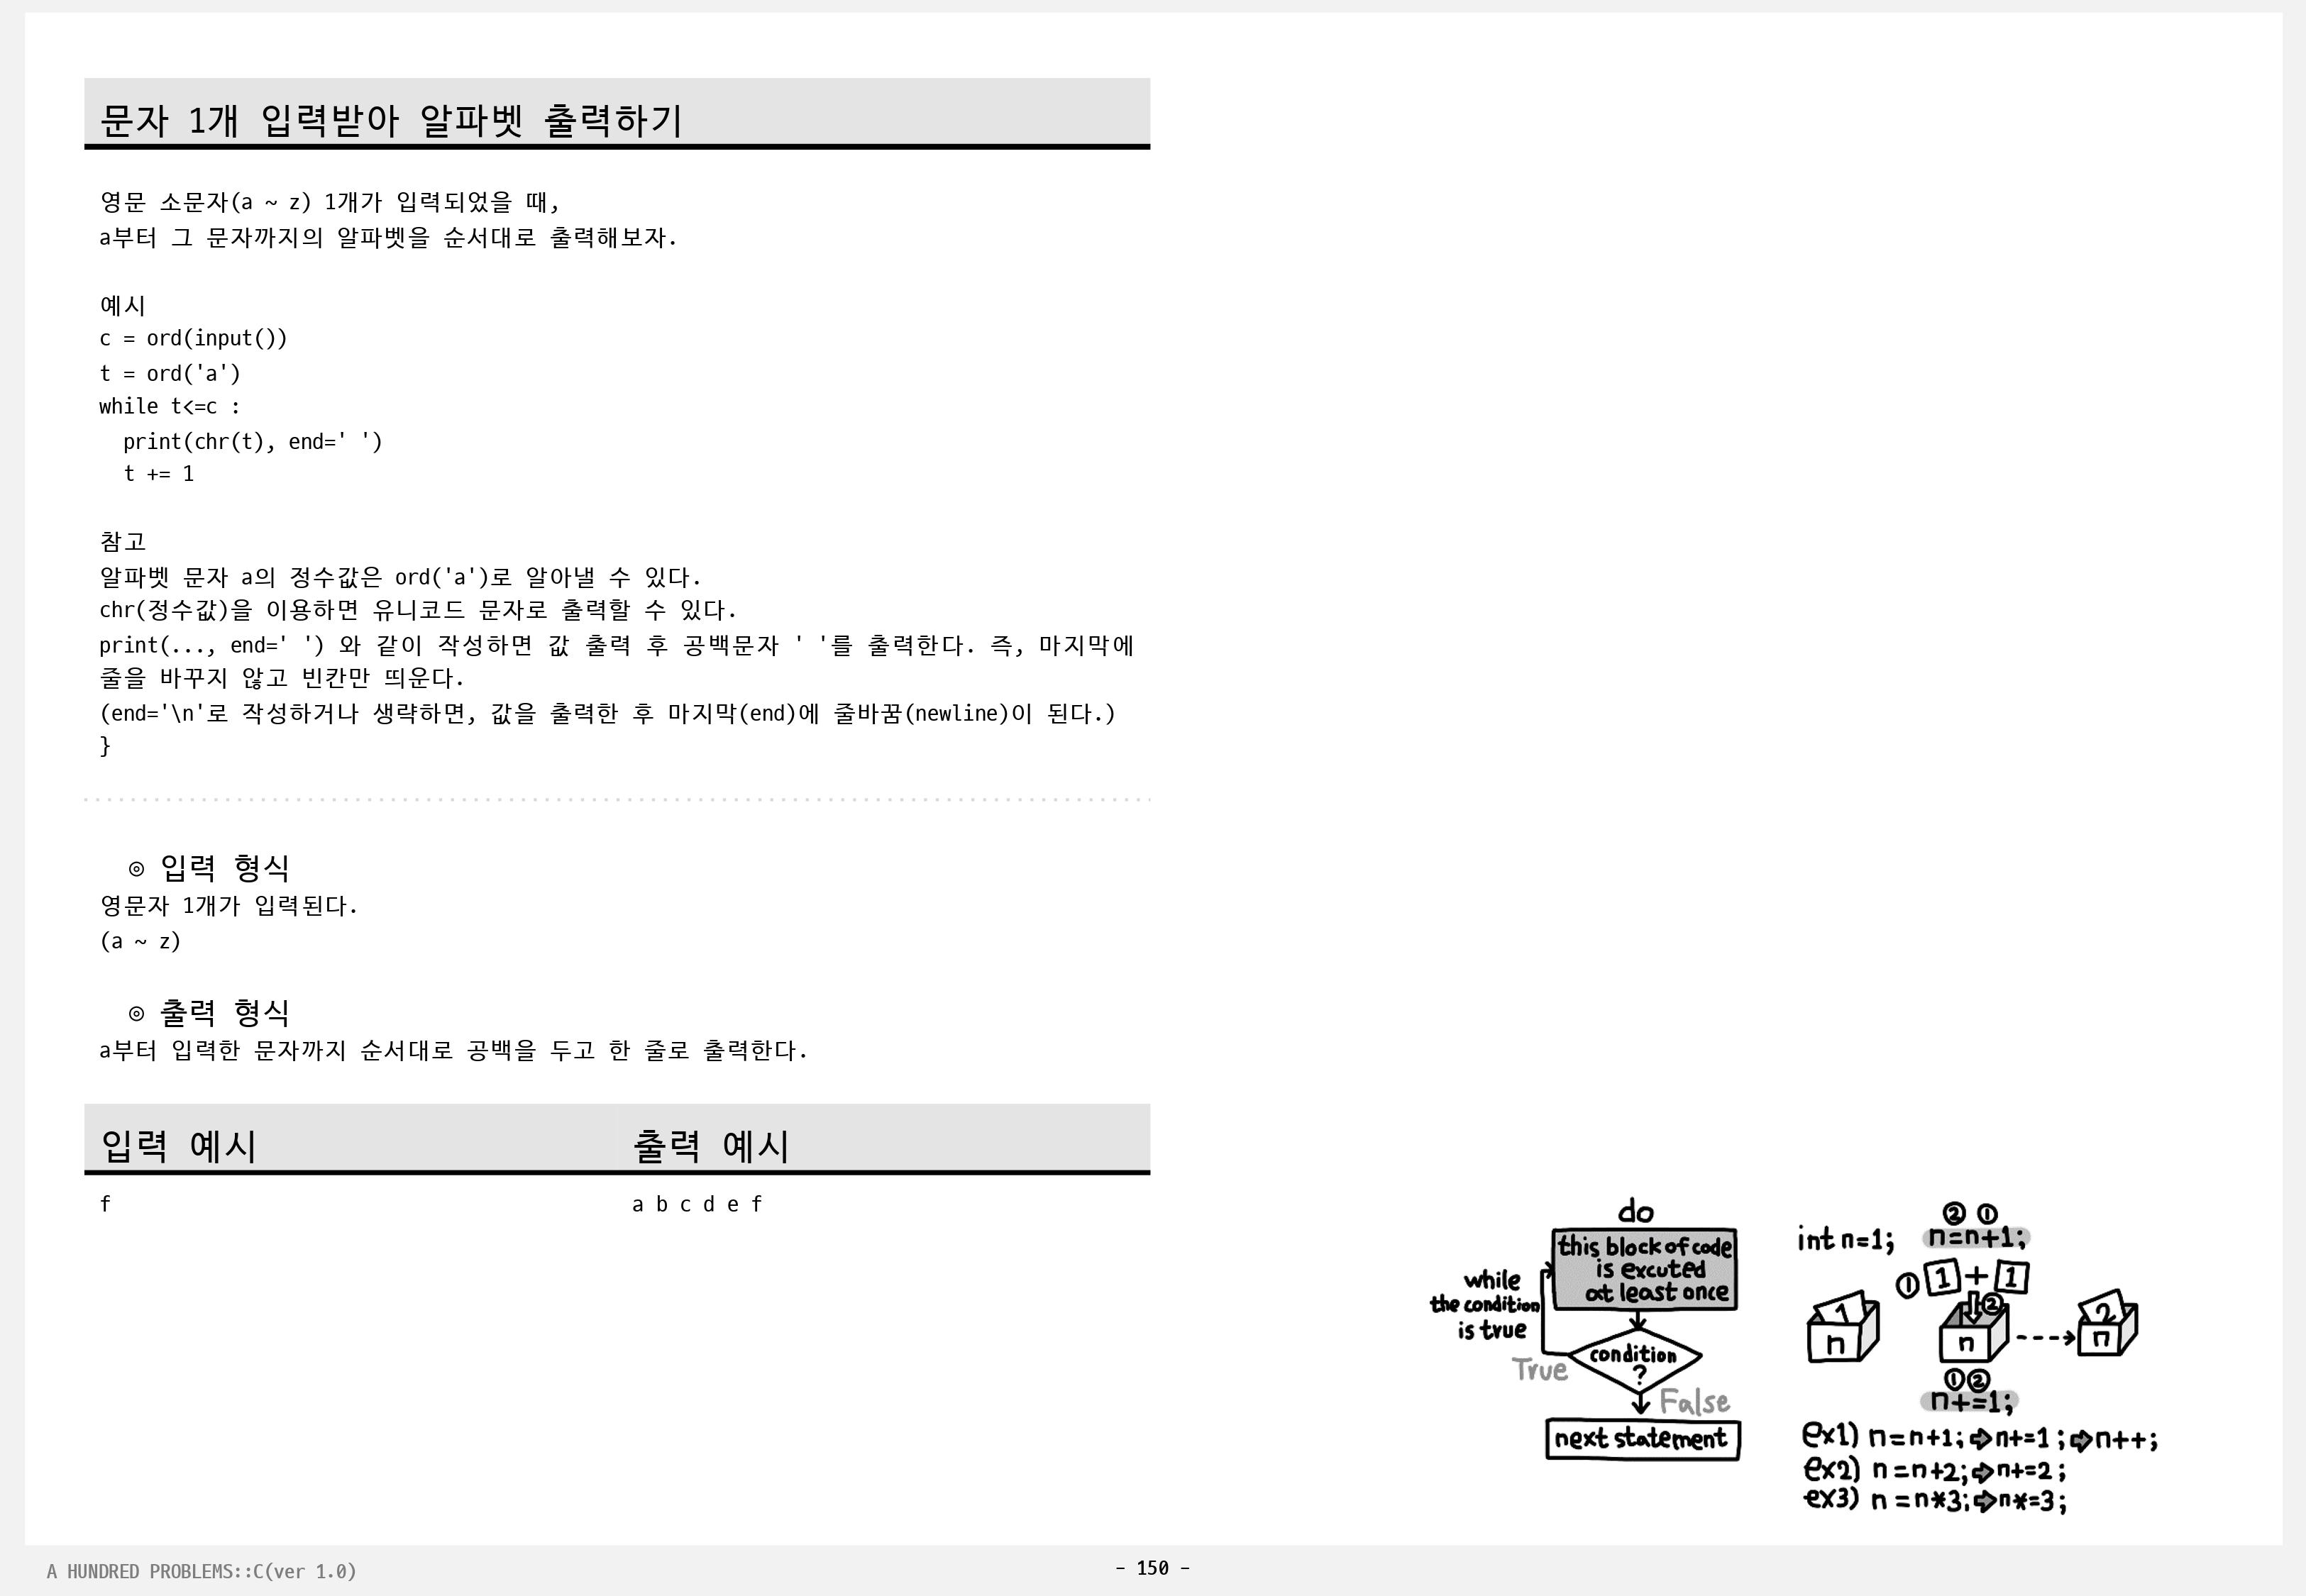 문자 1개 입력받아 알파벳 출력하기
영문 소문자(a ~ z) 1개가 입력되었을 때,
a부터 그 문자까지의 알파벳을 순서대로 출력해보자.
예시
c = ord(input())
t = ord('a')
while t<=c :
  print(chr(t), end=' ')
  t += 1
참고
알파벳 문자 a의 정수값은 ord('a')로 알아낼 수 있다.
chr(정수값)을 이용하면 유니코드 문자로 출력할 수 있다.
print(..., end=' ') 와 같이 작성하면 값 출력 후 공백문자 ' '를 출력한다. 즉, 마지막에
줄을 바꾸지 않고 빈칸만 띄운다.
(end='\n'로 작성하거나 생략하면, 값을 출력한 후 마지막(end)에 줄바꿈(newline)이 된다.)
}
◎ 입력 형식
영문자 1개가 입력된다.
(a ~ z)
◎ 출력 형식
a부터 입력한 문자까지 순서대로 공백을 두고 한 줄로 출력한다.
입력 예시 출력 예시
f a b c d e f
do
this block of code
is excuted
at least once
while
the condition
is true
condition
?
True
False
next statement
② ①
int n=1; n=n+1;
① 1 + 1
②
1 2
n n n
①②
n+=1;
ex1) n=n+1; ⇨ n+=1; ⇨ n++;
ex2) n=n+2; ⇨ n+=2;
ex3) n=n*3; ⇨ n*=3;
A HUNDRED PROBLEMS::C(ver 1.0)
- 150 -